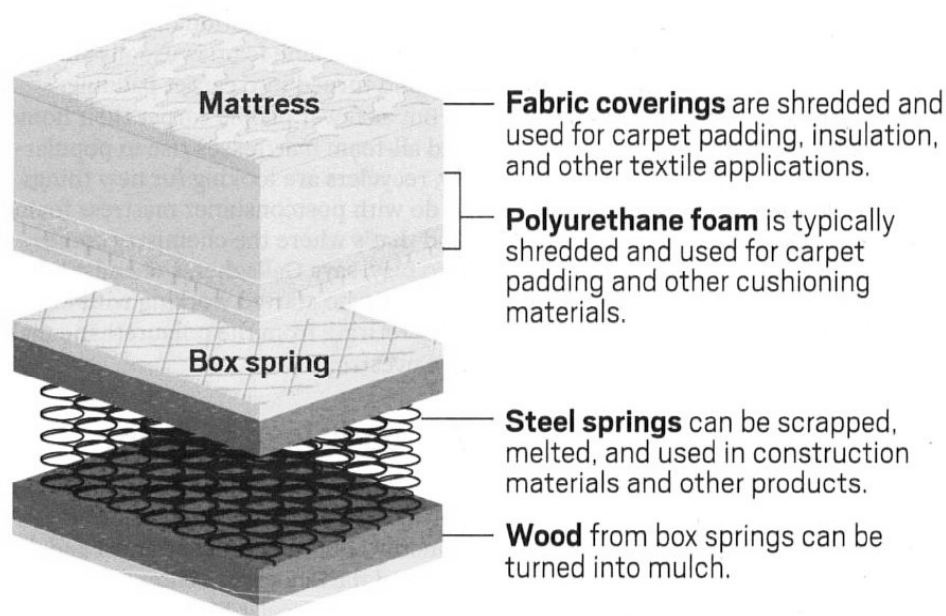 Mattress
Fabric coverings are shredded and
used for carpet padding, insulation,
and other textile applications.
Polyurethane foam is typically
shredded and used for carpet
padding and other cushioning
materials.
Box spring
Steel springs can be scrapped,
melted, and used in construction
materials and other products.
Wood from box springs can be
turned into mulch.